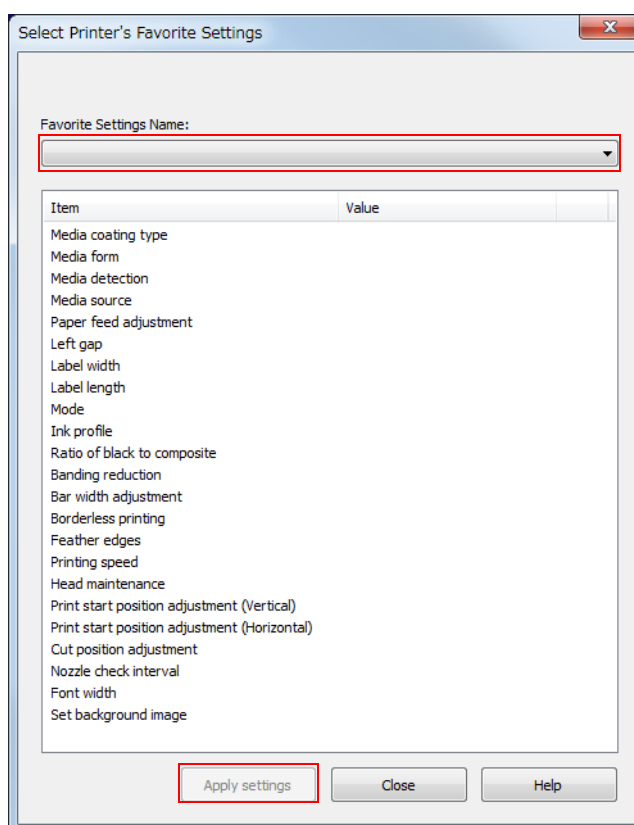 Select Printer's Favorite Settings
Favorite Settings Name:
Item Value
Media coating type
Media form
Media detection
Media source
Paper feed adjustment
Left gap
Label width
Label length
Mode
Ink profile
Ratio of black to composite
Banding reduction
Bar width adjustment
Borderless printing
Feather edges
Printing speed
Head maintenance
Print start position adjustment (Vertical)
Print start position adjustment (Horizontal)
Cut position adjustment
Nozzle check interval
Font width
Set background image
Apply settings Close Help